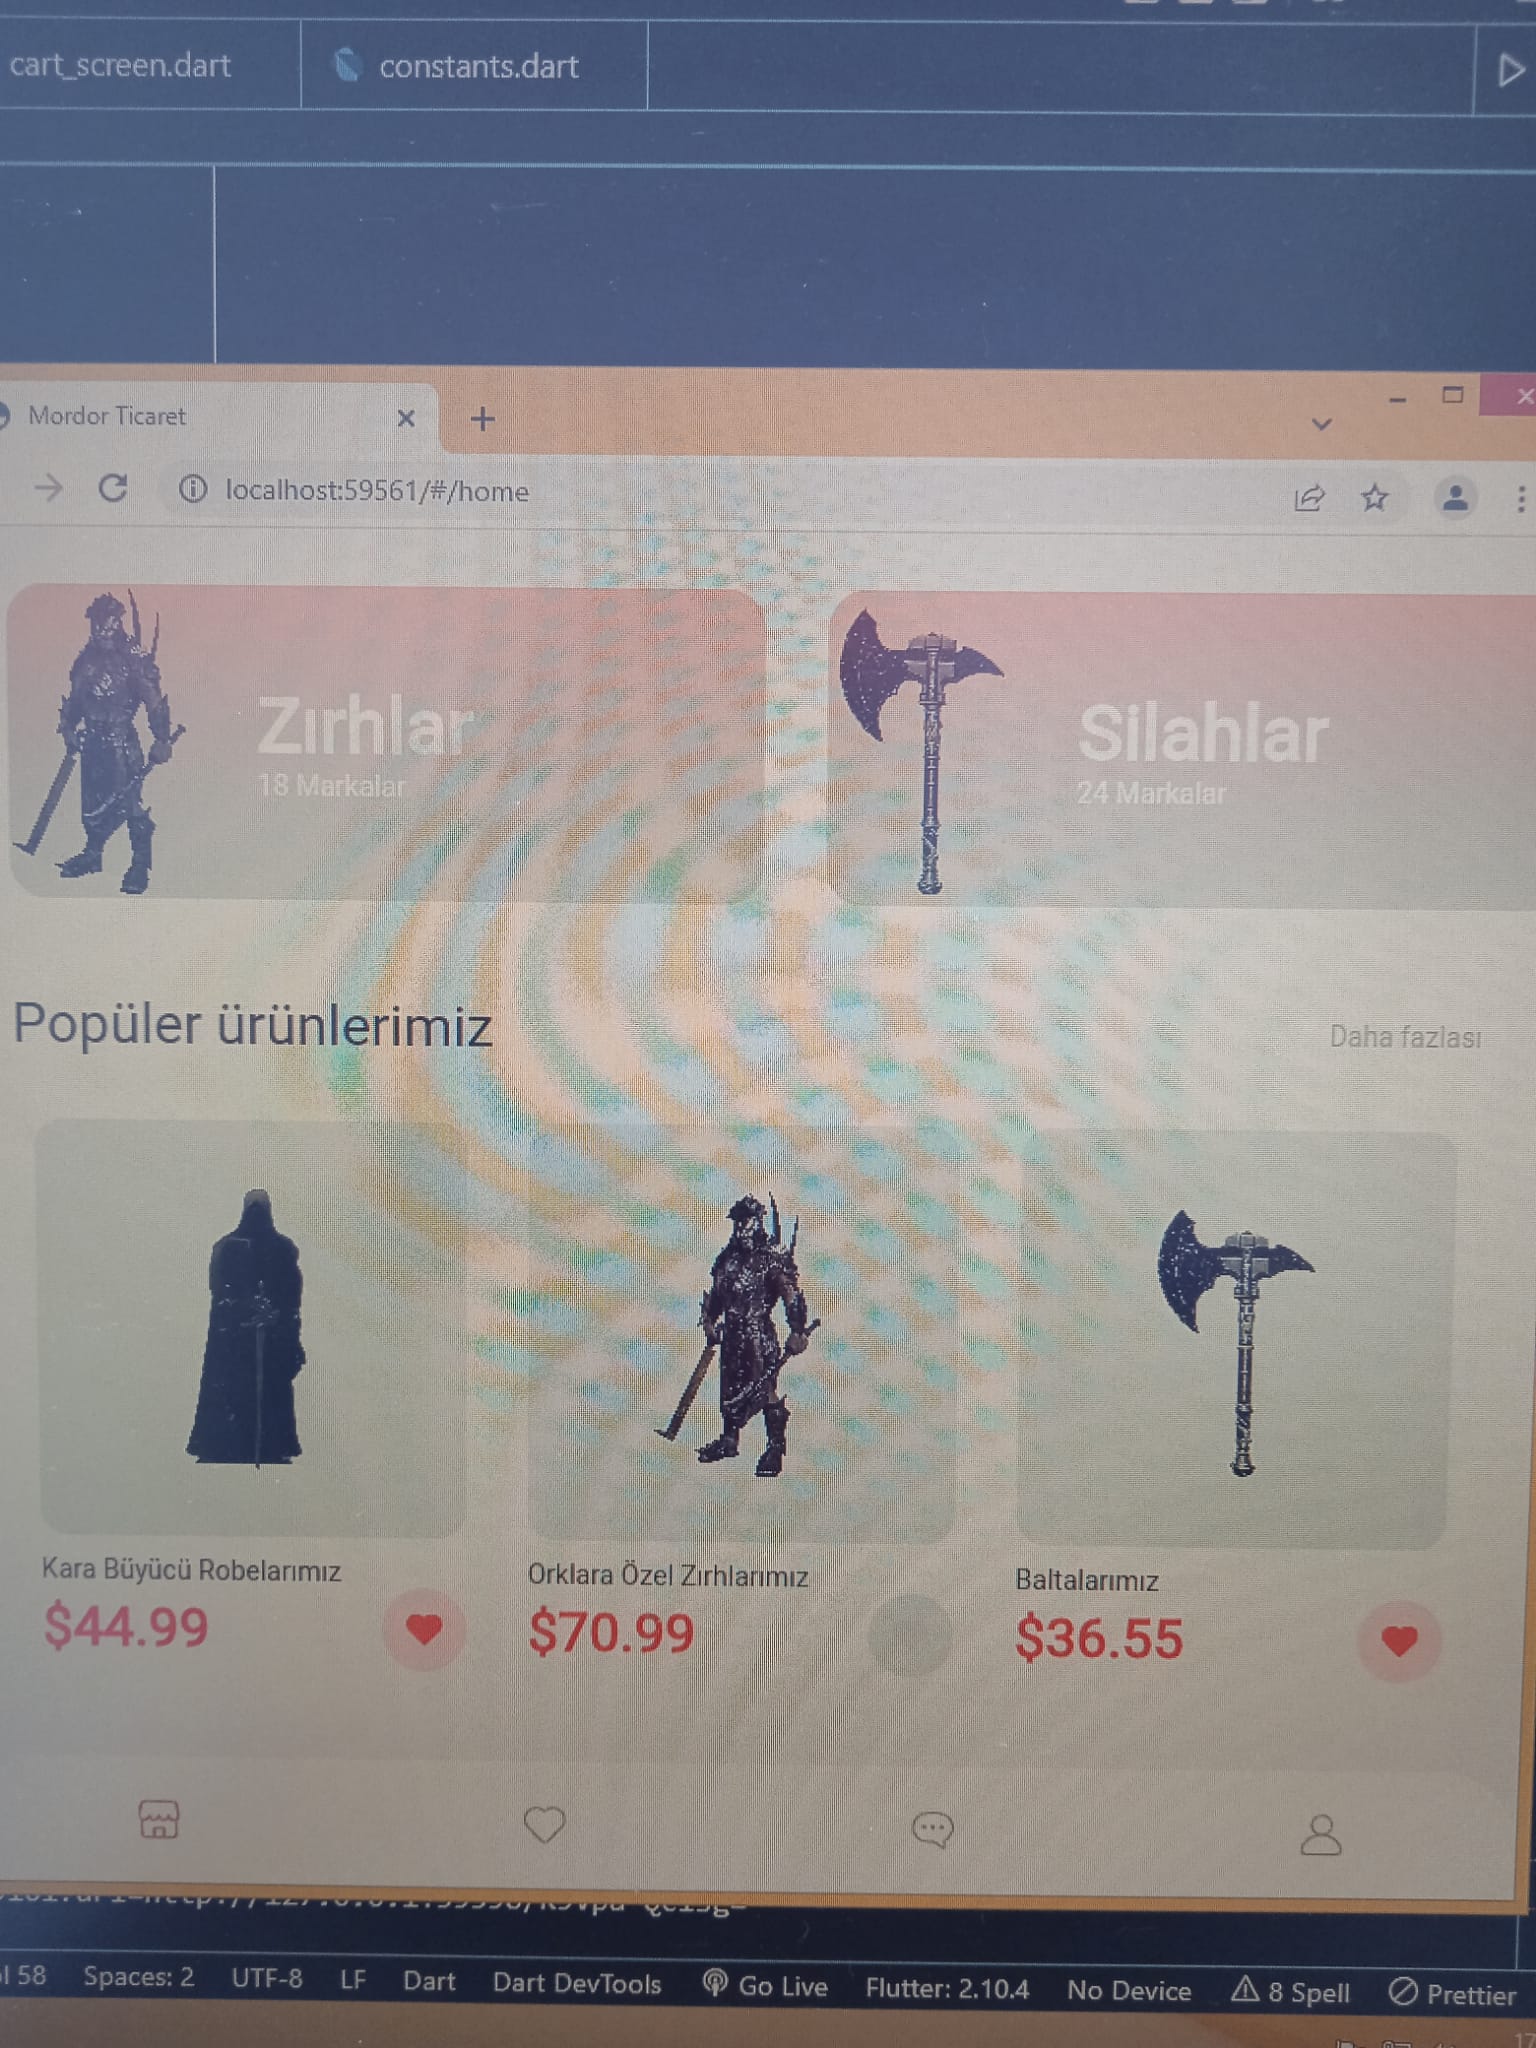 cart_screen.dart
constants.dart
Mordor Ticaret
localhost:59561/#/home
Zırhlar
18 Markalar
Silahlar
24 Markalar
Popüler ürünlerimiz
Daha fazlası
Kara Büyücü Robelarımız
$44.99
Orklara Özel Zırhlarımız
$70.99
Baltalarımız
$36.55
58 Spaces: 2 UTF-8 LF Dart Dart DevTools Go Live Flutter: 2.10.4 No Device 8 Spell Prettier